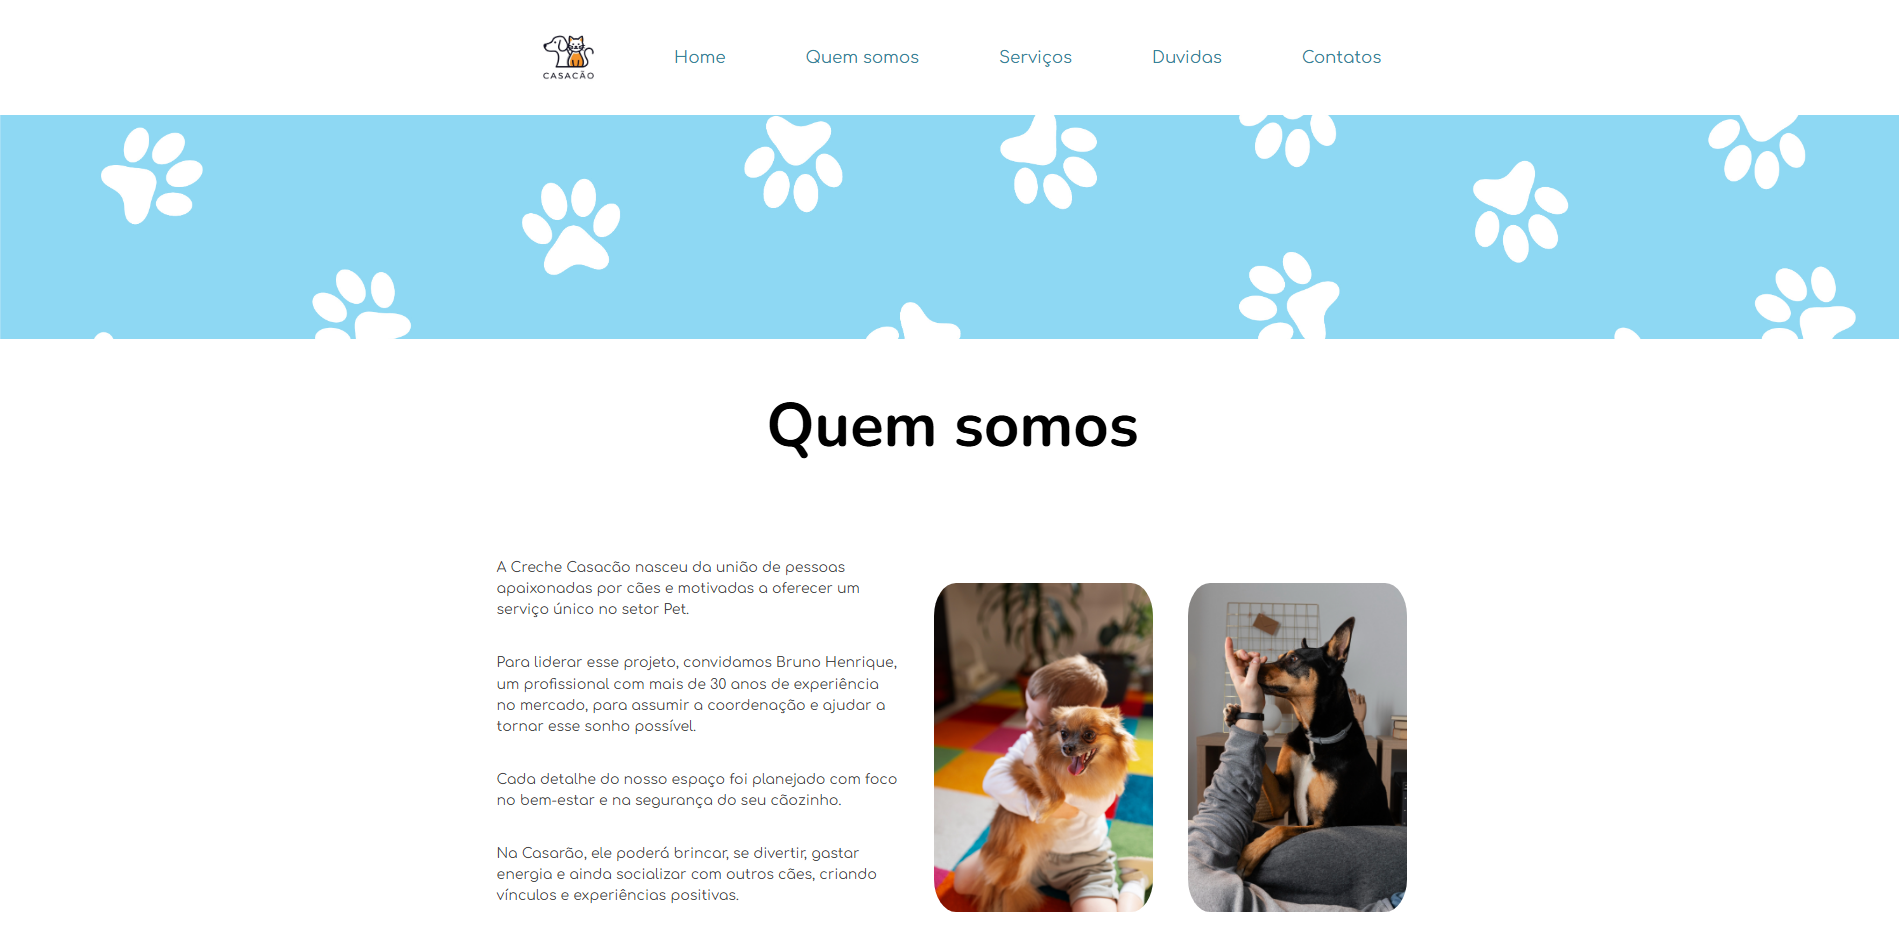 CASACÃO
Home
Quem somos
Serviços
Duvidas
Contatos
Quem somos
A Creche Casacão nasceu da união de pessoas
apaixonadas por cães e motivadas a oferecer um
serviço único no setor Pet.
Para liderar esse projeto, convidamos Bruno Henrique,
um profissional com mais de 30 anos de experiência
no mercado, para assumir a coordenação e ajudar a
tornar esse sonho possível.
Cada detalhe do nosso espaço foi planejado com foco
no bem-estar e na segurança do seu cãozinho.
Na Casarão, ele poderá brincar, se divertir, gastar
energia e ainda socializar com outros cães, criando
vínculos e experiências positivas.